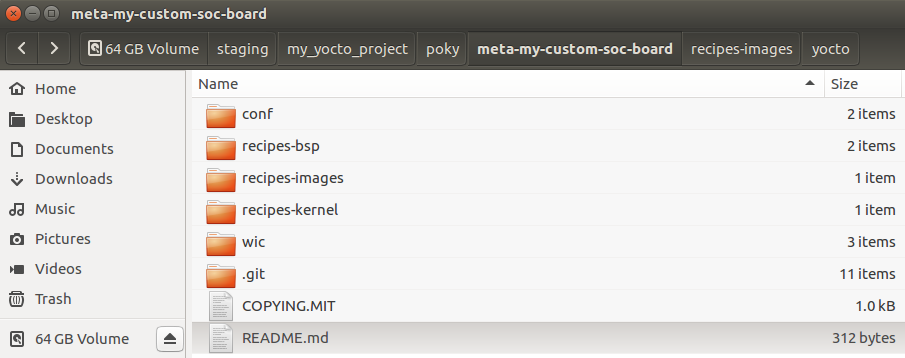 meta-my-custom-soc-board
64 GB Volume staging my_yocto_project poky meta-my-custom-soc-board recipes-images yocto
Home
Desktop
Documents
Downloads
Music
Pictures
Videos
Trash
64 GB Volume
Name Size
conf 2 items
recipes-bsp 2 items
recipes-images 1 item
recipes-kernel 1 item
wic 3 items
.git 11 items
COPYING.MIT 1.0 kB
README.md 312 bytes